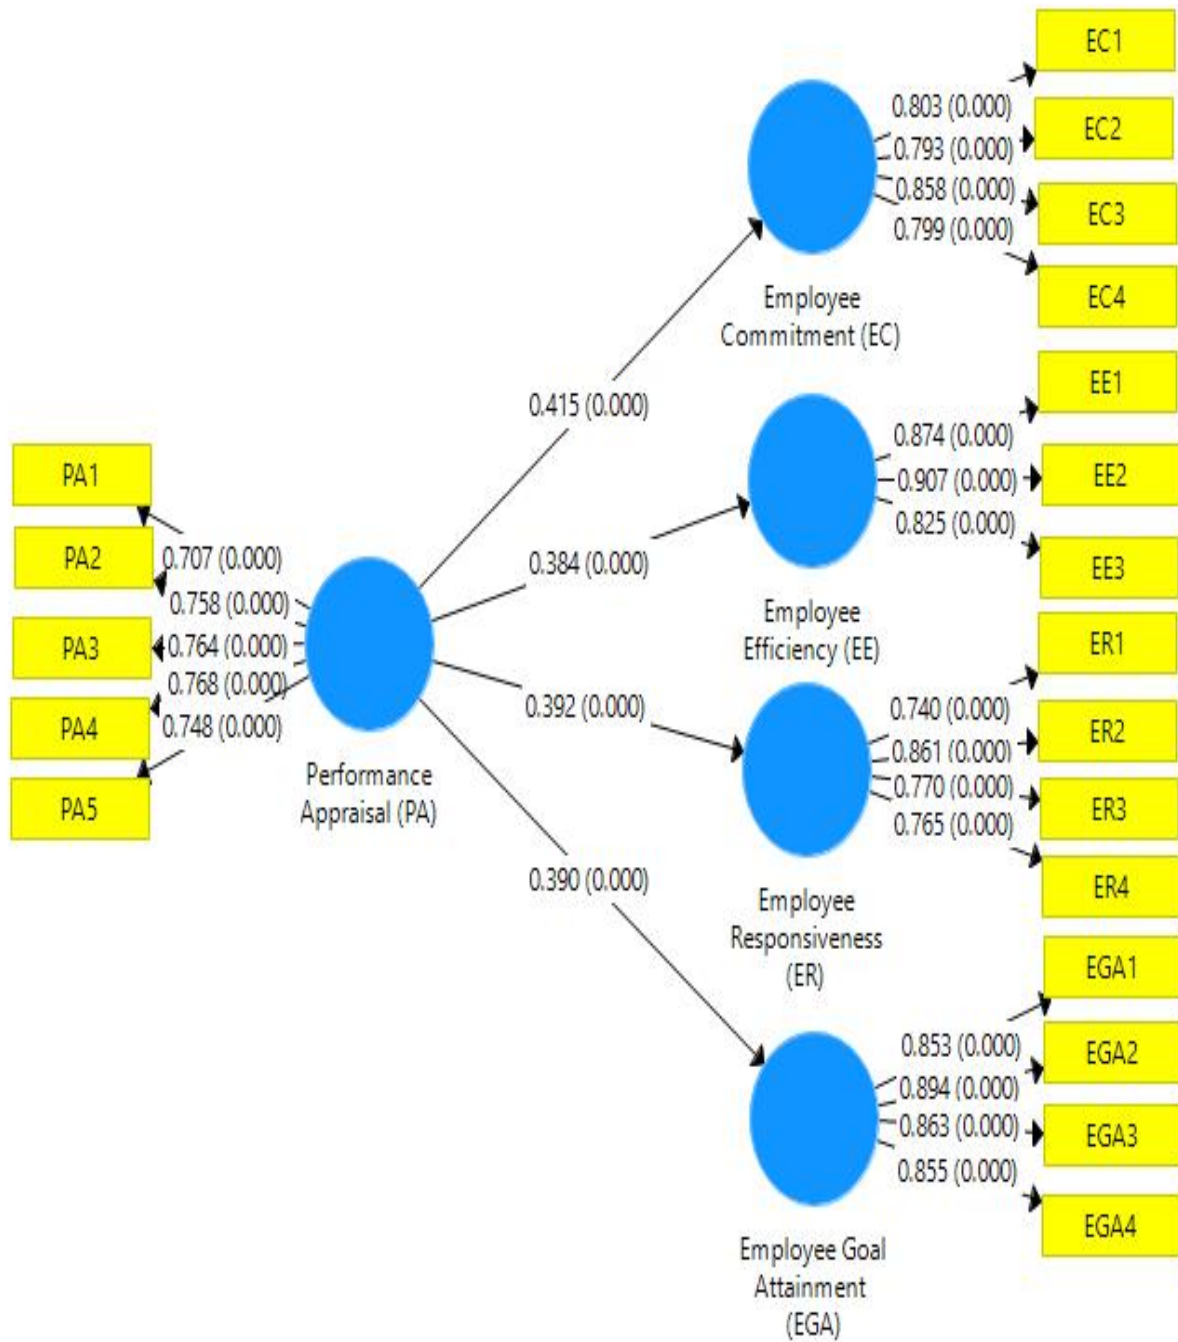 PA1
PA2
PA3
PA4
PA5
0.707 (0.000)
0.758 (0.000)
0.764 (0.000)
0.768 (0.000)
0.748 (0.000)
Performance
Appraisal (PA)
0.415 (0.000)
0.384 (0.000)
0.392 (0.000)
0.390 (0.000)
Employee
Commitment (EC)
0.803 (0.000)
0.793 (0.000)
0.858 (0.000)
0.799 (0.000)
EC1
EC2
EC3
EC4
Employee
Efficiency (EE)
0.874 (0.000)
0.907 (0.000)
0.825 (0.000)
EE1
EE2
EE3
Employee
Responsiveness
(ER)
0.740 (0.000)
0.861 (0.000)
0.770 (0.000)
0.765 (0.000)
ER1
ER2
ER3
ER4
Employee Goal
Attainment
(EGA)
0.853 (0.000)
0.894 (0.000)
0.863 (0.000)
0.855 (0.000)
EGA1
EGA2
EGA3
EGA4